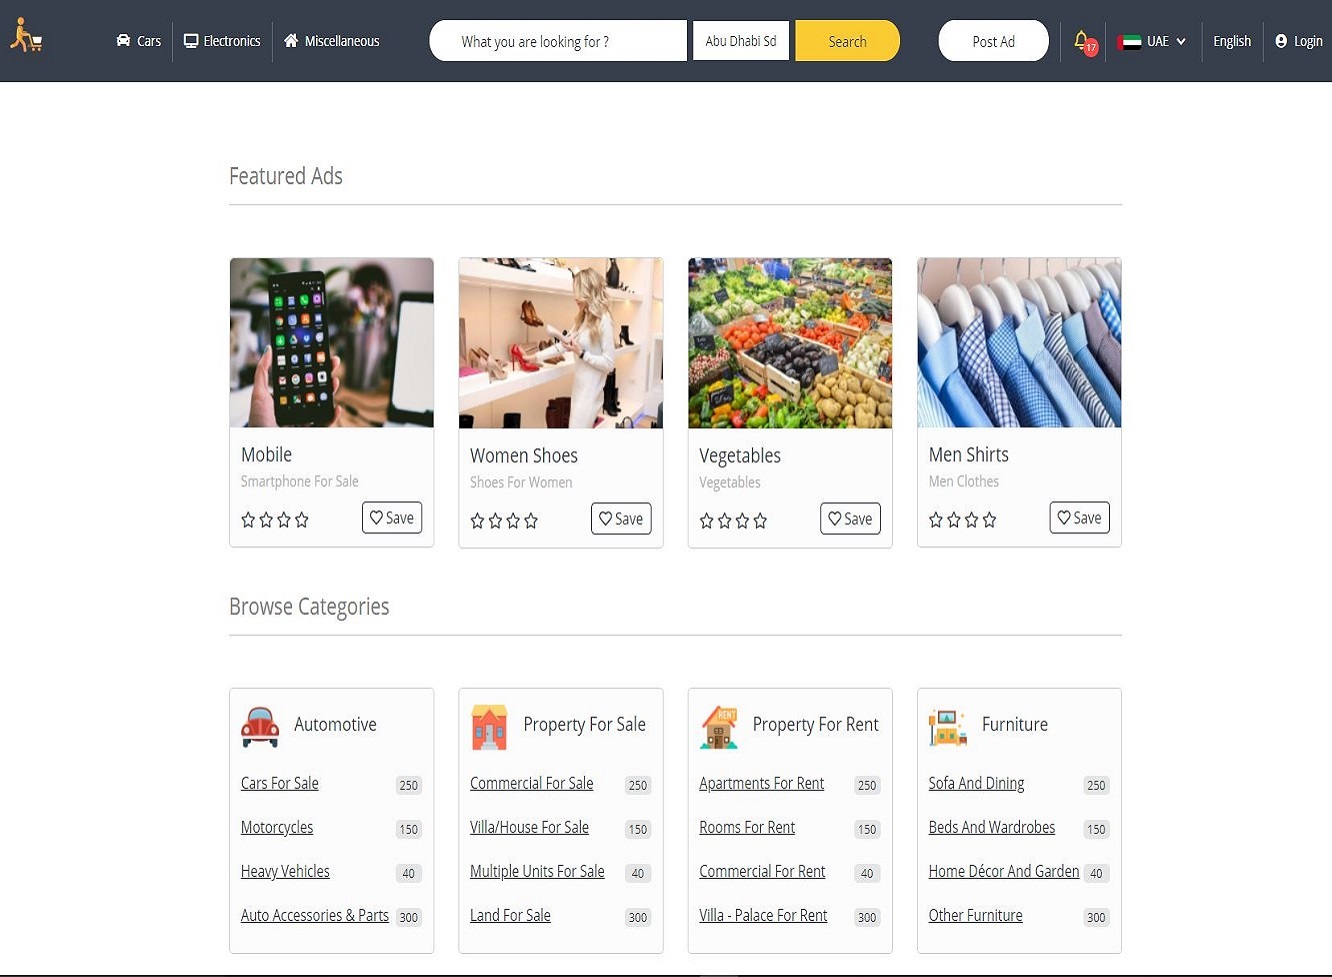 Cars Electronics Miscellaneous What you are looking for ? Abu Dhabi Sd Search Post Ad 17 UAE English Login
Featured Ads
Mobile
Smartphone For Sale
Save
Women Shoes
Shoes For Women
Save
Vegetables
Vegetables
Save
Men Shirts
Men Clothes
Save
Browse Categories
Automotive
Cars For Sale 250
Motorcycles 150
Heavy Vehicles 40
Auto Accessories & Parts 300
Property For Sale
Commercial For Sale 250
Villa/House For Sale 150
Multiple Units For Sale 40
Land For Sale 300
RENT
Property For Rent
Apartments For Rent 250
Rooms For Rent 150
Commercial For Rent 40
Villa - Palace For Rent 300
Furniture
Sofa And Dining 250
Beds And Wardrobes 150
Home Décor And Garden 40
Other Furniture 300